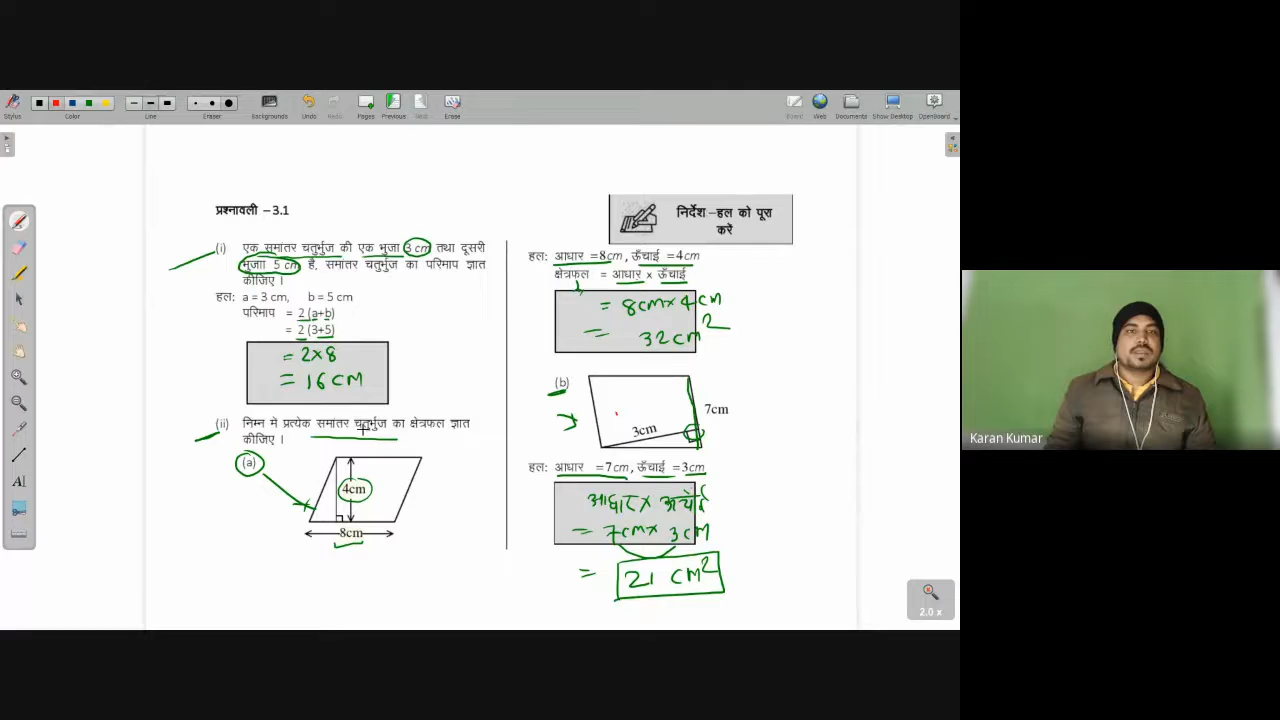 Stylus
Color
Line
Eraser
Backgrounds
Undo
Redo
Pages
Previous
Next
Erase
Board
Web
Documents
Show Desktop
OpenBoard
प्रश्नावली –3.1
(i) एक समांतर चतुर्भुज की एक भुजा 3 cm तथा दूसरी
भुजाा 5 cm है, समांतर चतुर्भुज का परिमाप ज्ञात
कीजिए ।
हल: a = 3 cm, b = 5 cm
परिमाप = 2 (a+b)
= 2 (3+5)
= 2×8
= 16 CM
(ii) निम्न में प्रत्येक समांतर चतुर्भुज का क्षेत्रफल ज्ञात
कीजिए ।
(a)
4cm
8cm
निर्देश–हल को पूरा
करें
हल: आधार =8cm, ऊँचाई =4cm
क्षेत्रफल = आधार × ऊँचाई
= 8cm×4cm
= 32cm²
(b)
7cm
3cm
हल: आधार =7cm, ऊँचाई =3cm
आधार ×
= 7cm× 3cm
= 21 cm²
2.0 x
Karan Kumar